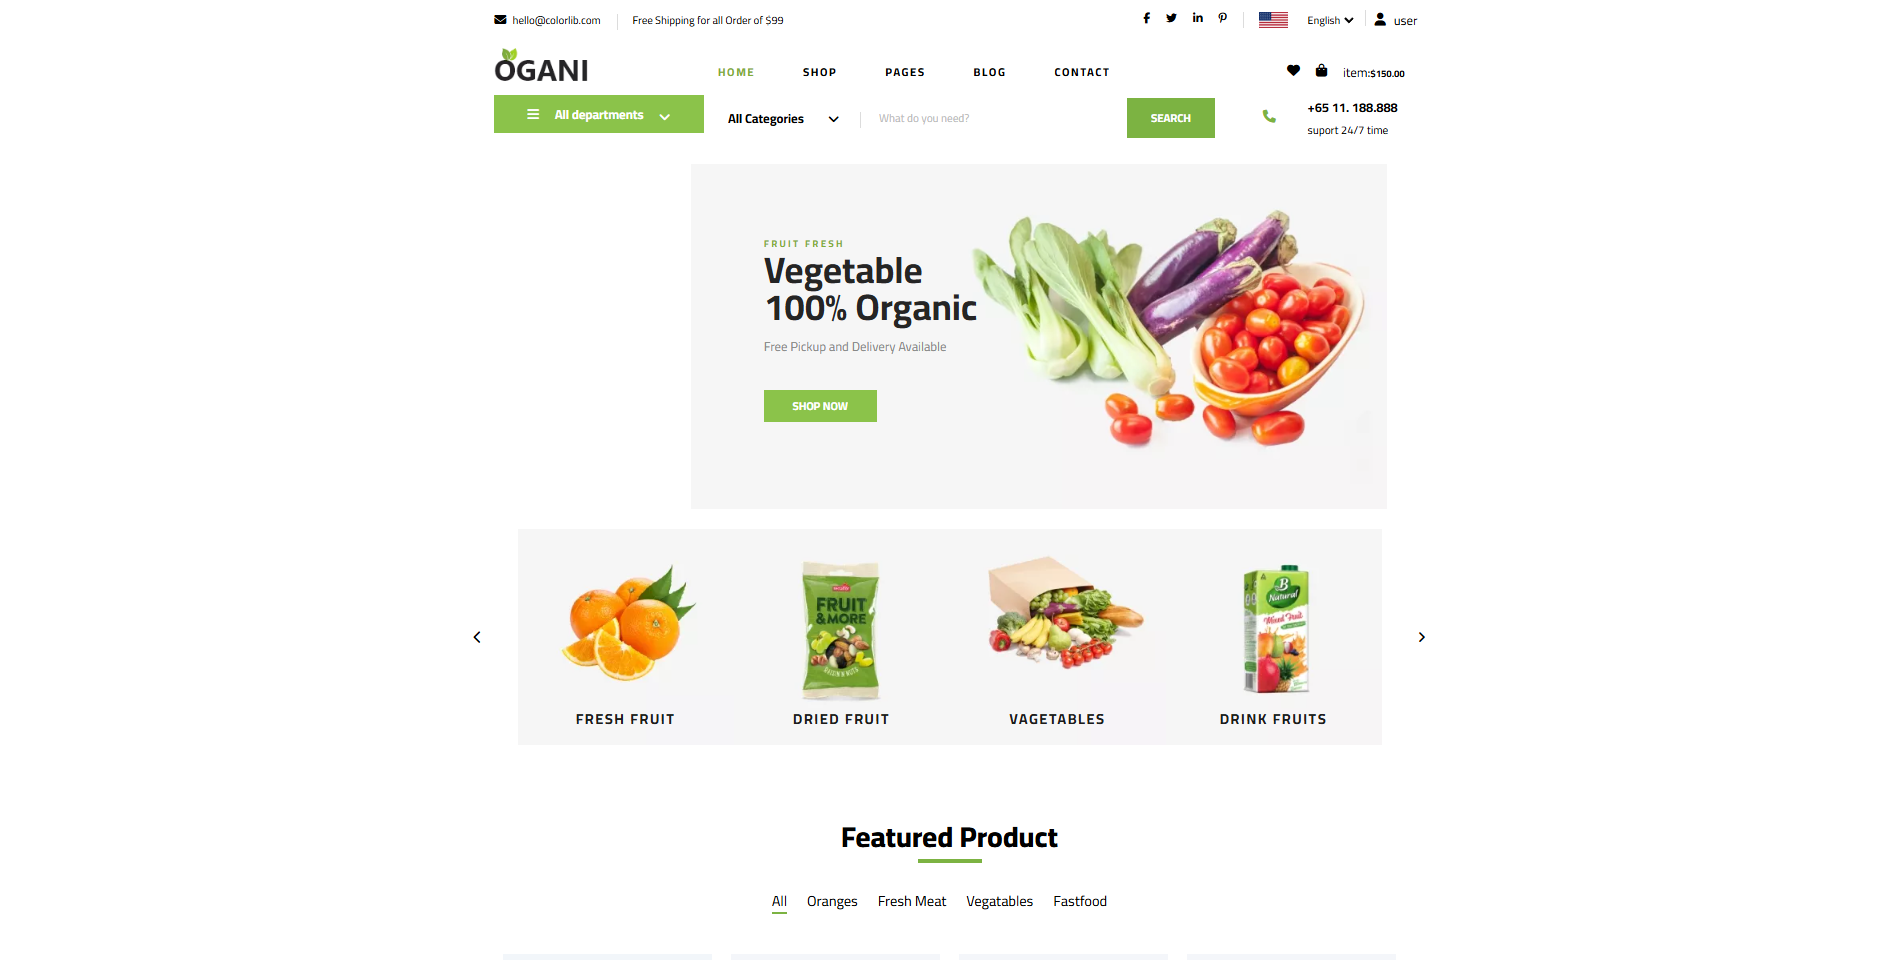 hello@colorlib.com
Free Shipping for all Order of $99
English
user
OGANI
HOME
SHOP
PAGES
BLOG
CONTACT
item:$150.00
All departments
All Categories
What do you need?
SEARCH
+65 11. 188.888
suport 24/7 time
FRUIT FRESH
Vegetable
100% Organic
Free Pickup and Delivery Available
SHOP NOW
FRUIT
&MORE
B
Natural
Mixed Fruit
FRESH FRUIT
DRIED FRUIT
VAGETABLES
DRINK FRUITS
Featured Product
All
Oranges
Fresh Meat
Vegatables
Fastfood